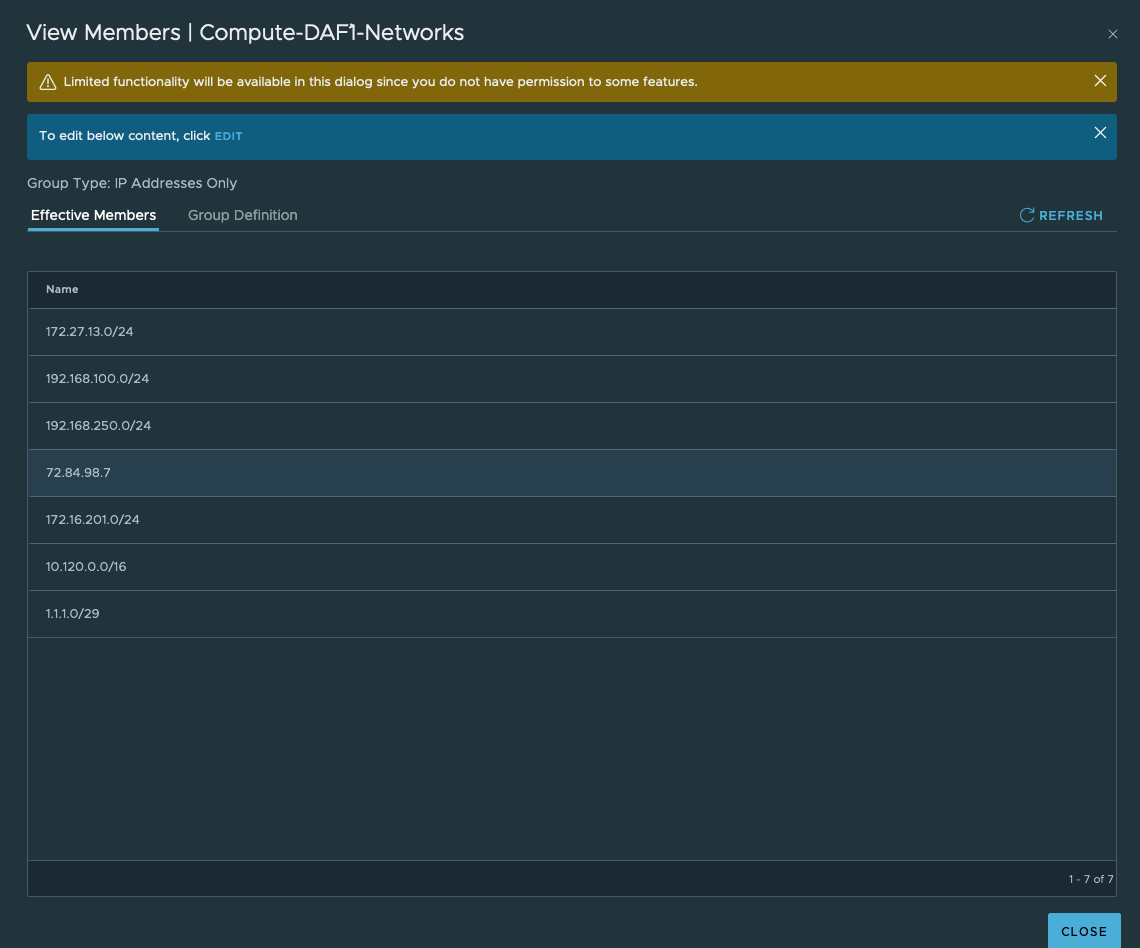 View Members | Compute-DAF1-Networks
Limited functionality will be available in this dialog since you do not have permission to some features.
To edit below content, click EDIT
Group Type: IP Addresses Only
Effective Members Group Definition REFRESH
Name
172.27.13.0/24
192.168.100.0/24
192.168.250.0/24
72.84.98.7
172.16.201.0/24
10.120.0.0/16
1.1.1.0/29
1 - 7 of 7
CLOSE